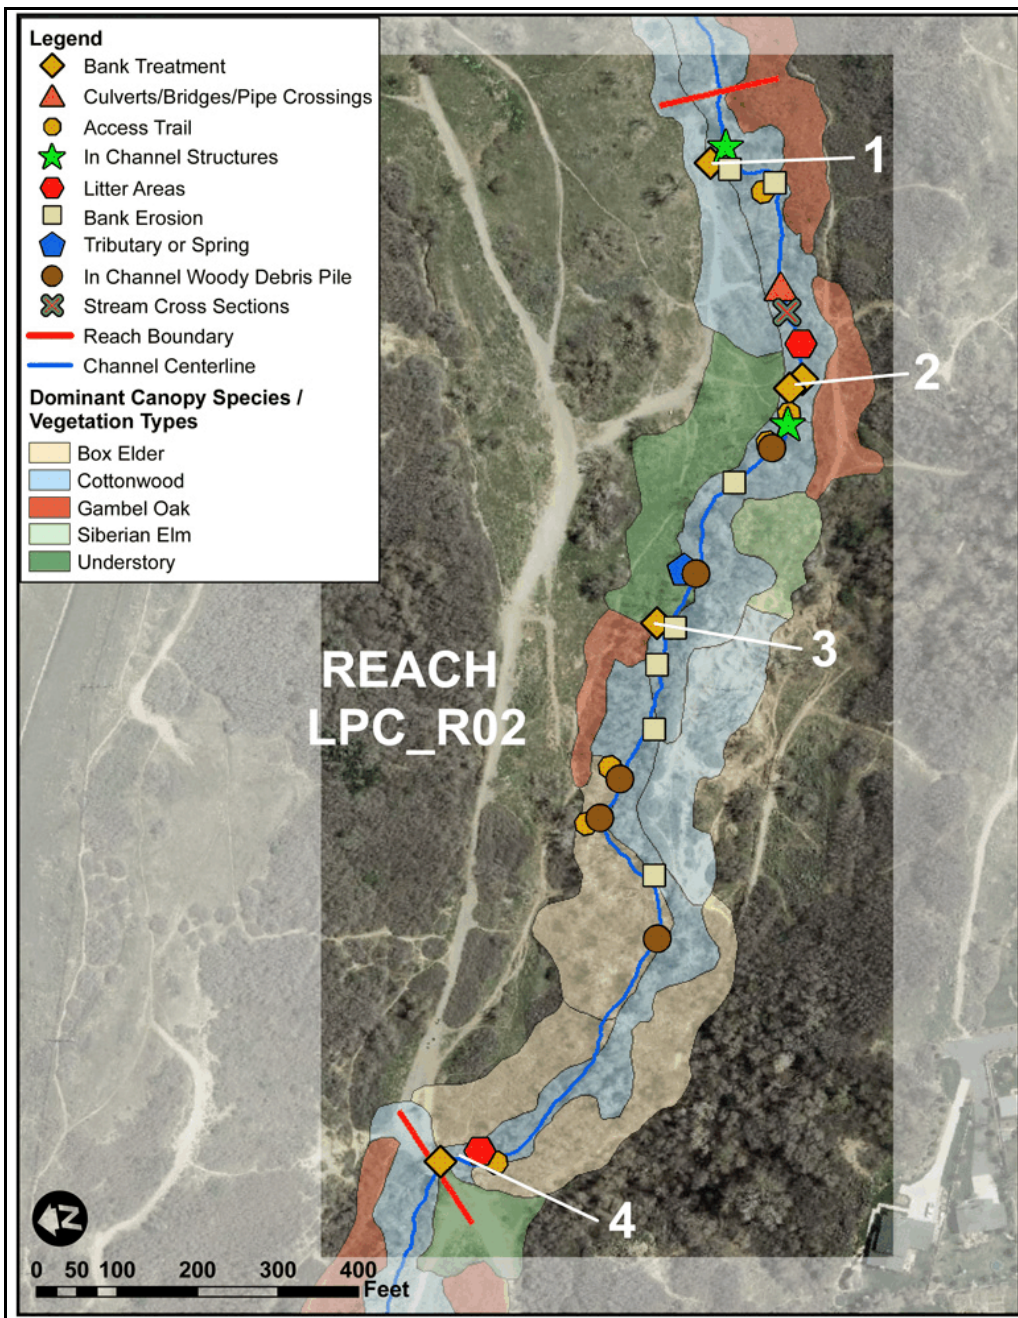 Legend
Bank Treatment
Culverts/Bridges/Pipe Crossings
Access Trail
In Channel Structures
Litter Areas
Bank Erosion
Tributary or Spring
In Channel Woody Debris Pile
Stream Cross Sections
Reach Boundary
Channel Centerline
Dominant Canopy Species /
Vegetation Types
Box Elder
Cottonwood
Gambel Oak
Siberian Elm
Understory
1
2
3
REACH
LPC_R02
4
N
0 50 100 200 300 400
Feet